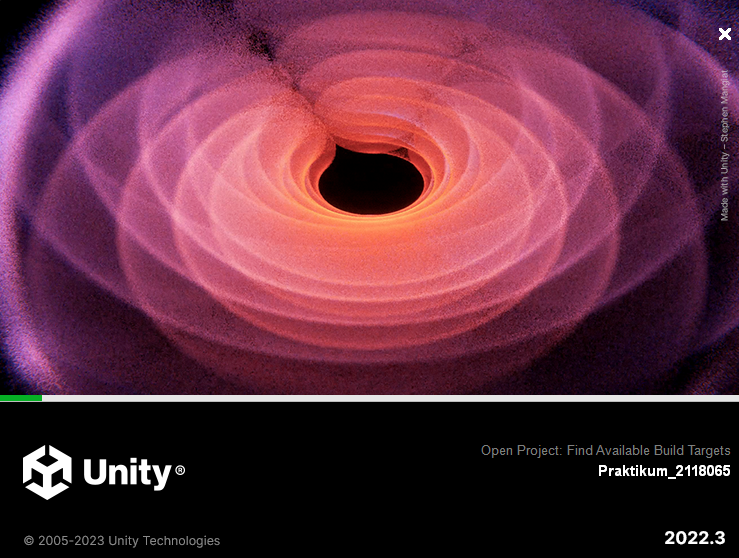 Made with Unity – Stephen Mangiat
Open Project: Find Available Build Targets
Unity®
Praktikum_2118065
© 2005-2023 Unity Technologies
2022.3